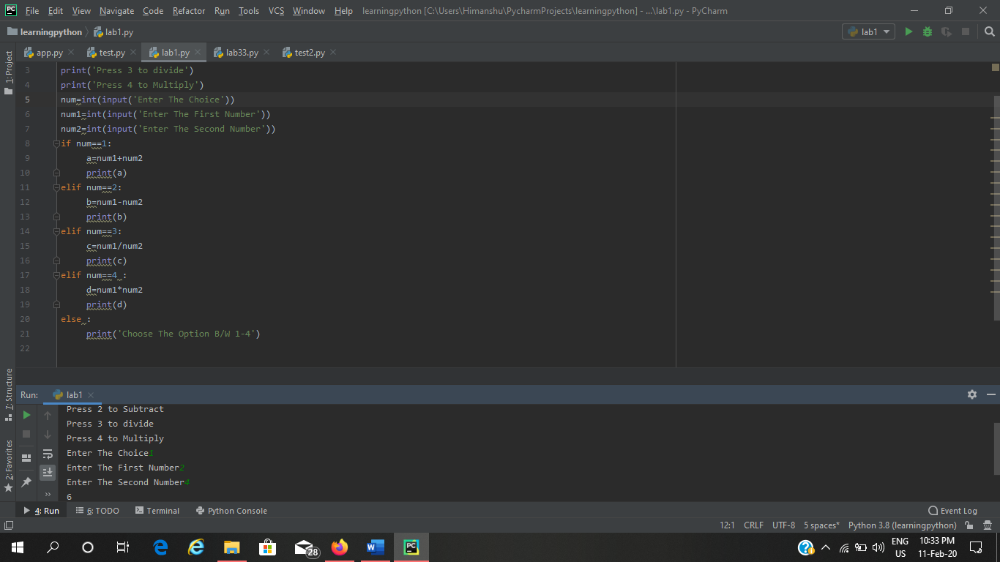 File Edit View Navigate Code Refactor Run Tools VCS Window Help learningpython [C:\Users\Himanshu\PycharmProjects\learningpython] - ...\lab1.py - PyCharm
learningpython lab1.py lab1
app.py test.py lab1.py lab33.py test2.py
1: Project
3 print('Press 3 to divide')
4 print('Press 4 to Multiply')
5 num=int(input('Enter The Choice'))
6 num1=int(input('Enter The First Number'))
7 num2=int(input('Enter The Second Number'))
8 if num==1:
9 a=num1+num2
10 print(a)
11 elif num==2:
12 b=num1-num2
13 print(b)
14 elif num==3:
15 c=num1/num2
16 print(c)
17 elif num==4 :
18 d=num1*num2
19 print(d)
20 else :
21 print('Choose The Option B/W 1-4')
22
7: Structure
2: Favorites
Run: lab1
Press 2 to Subtract
Press 3 to divide
Press 4 to Multiply
Enter The Choice1
Enter The First Number2
Enter The Second Number4
6
4: Run 6: TODO Terminal Python Console Event Log
12:1 CRLF UTF-8 5 spaces* Python 3.8 (learningpython)
28 PC ENG 10:33 PM
US 11-Feb-20